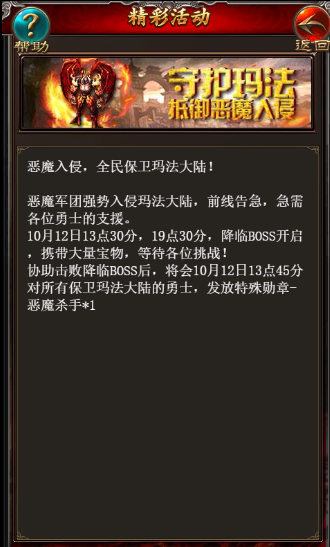 精彩活动
?
帮助
返回
守护玛法
抵御恶魔入侵
恶魔入侵，全民保卫玛法大陆！
恶魔军团强势入侵玛法大陆，前线告急，急需
各位勇士的支援。
10月12日13点30分，19点30分，降临BOSS开启
，携带大量宝物，等待各位挑战！
协助击败降临BOSS后，将会10月12日13点45分
对所有保卫玛法大陆的勇士，发放特殊勋章-
恶魔杀手*1